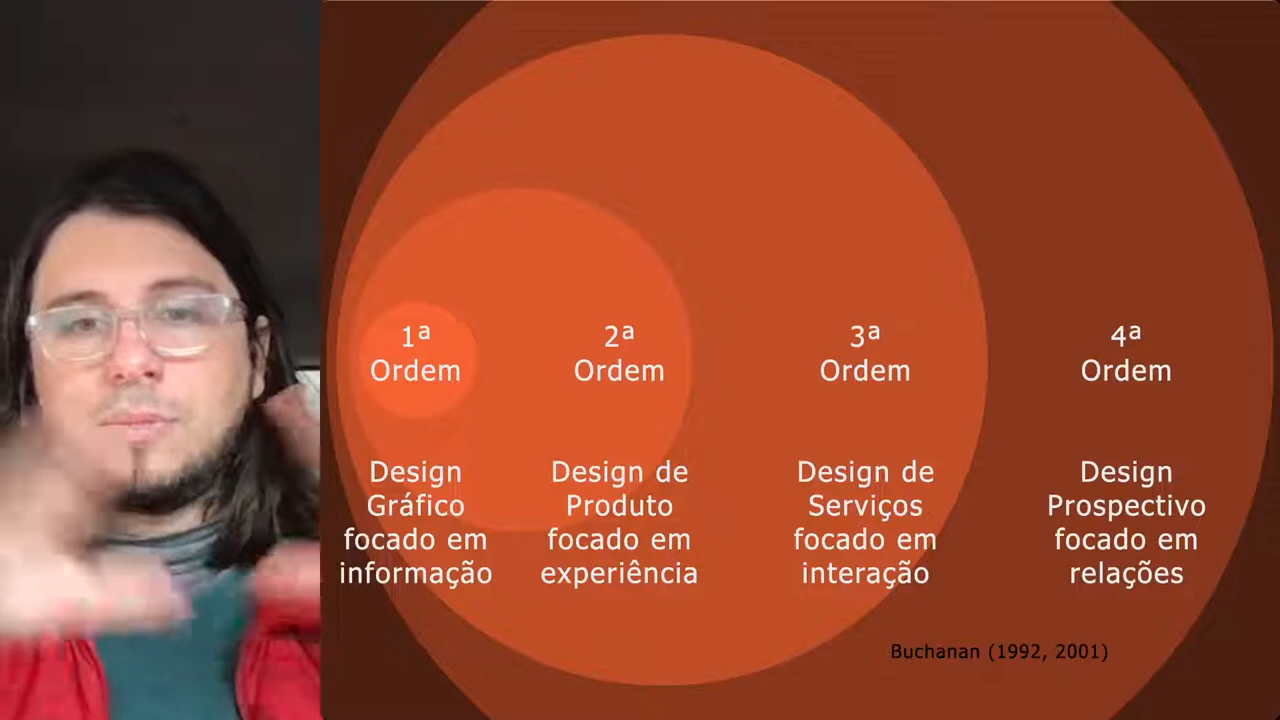 1ª
Ordem
Design
Gráfico
focado em
informação
2ª
Ordem
Design de
Produto
focado em
experiência
3ª
Ordem
Design de
Serviços
focado em
interação
4ª
Ordem
Design
Prospectivo
focado em
relações
Buchanan (1992, 2001)